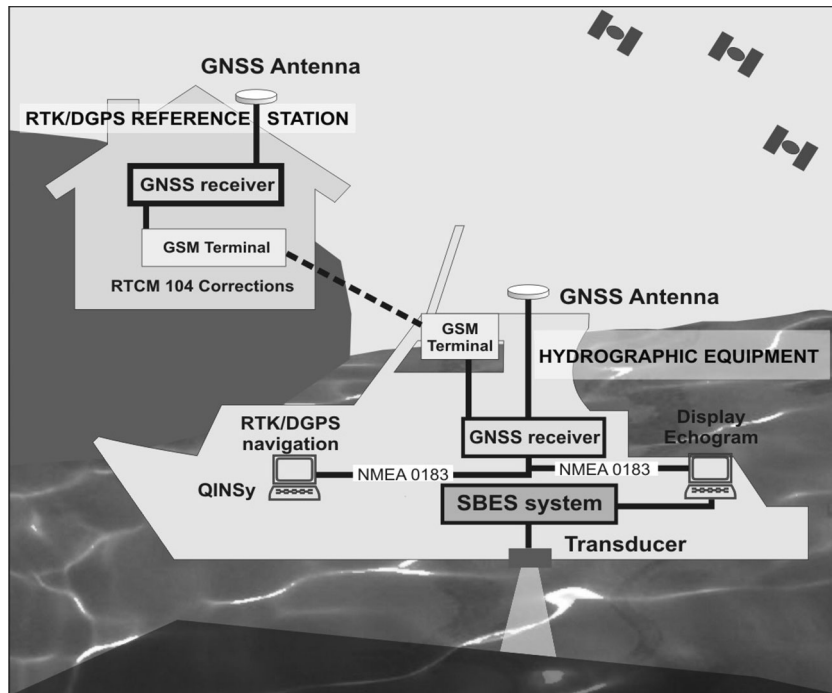 GNSS Antenna
RTK/DGPS REFERENCE STATION
GNSS receiver
GSM Terminal
RTCM 104 Corrections
GNSS Antenna
GSM
Terminal
HYDROGRAPHIC EQUIPMENT
RTK/DGPS
navigation
Display
Echogram
GNSS receiver
QINSy
NMEA 0183
NMEA 0183
SBES system
Transducer